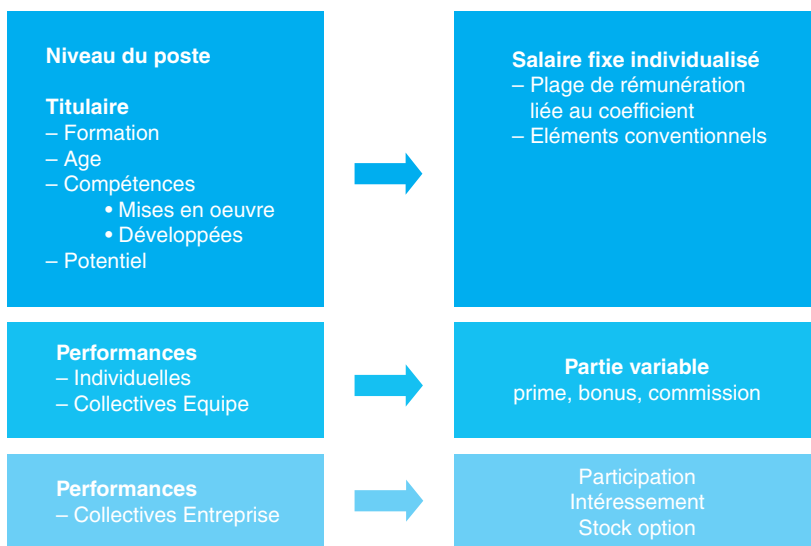 Niveau du poste
Titulaire
– Formation
– Age
– Compétences
• Mises en oeuvre
• Développées
– Potentiel
Salaire fixe individualisé
– Plage de rémunération
liée au coefficient
– Eléments conventionnels
Performances
– Individuelles
– Collectives Equipe
Partie variable
prime, bonus, commission
Performances
– Collectives Entreprise
Participation
Intéressement
Stock option